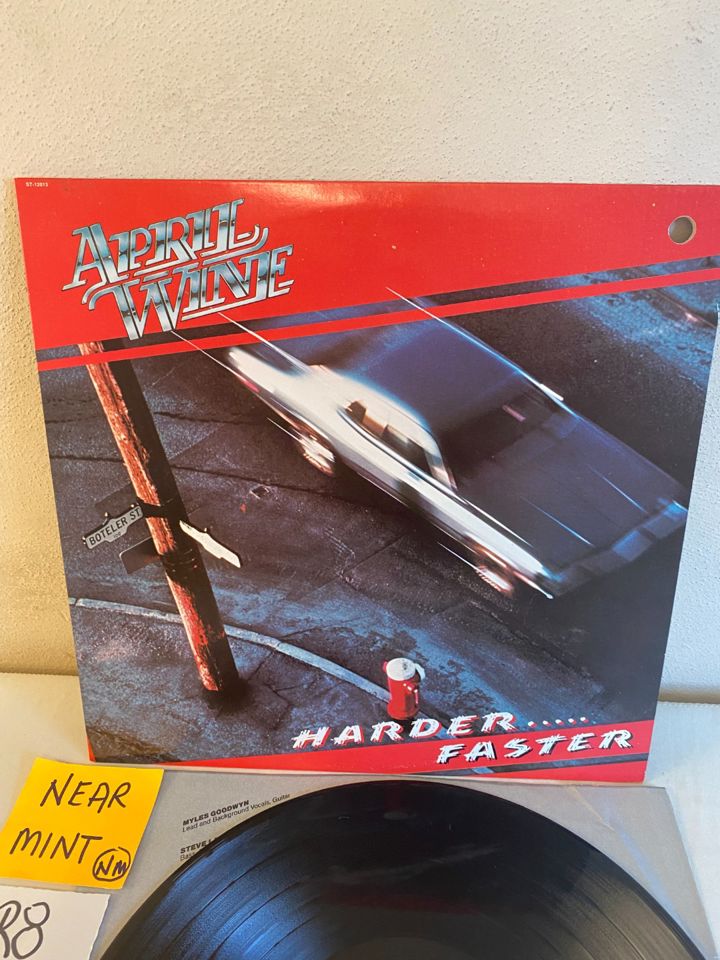 ST-12013
APRIL
WINE
BOTELER ST
HARDER.....
FASTER
NEAR
MINT NM
MYLES GOODWYN
Lead and Background Vocals, Guitar
STEVE
R8